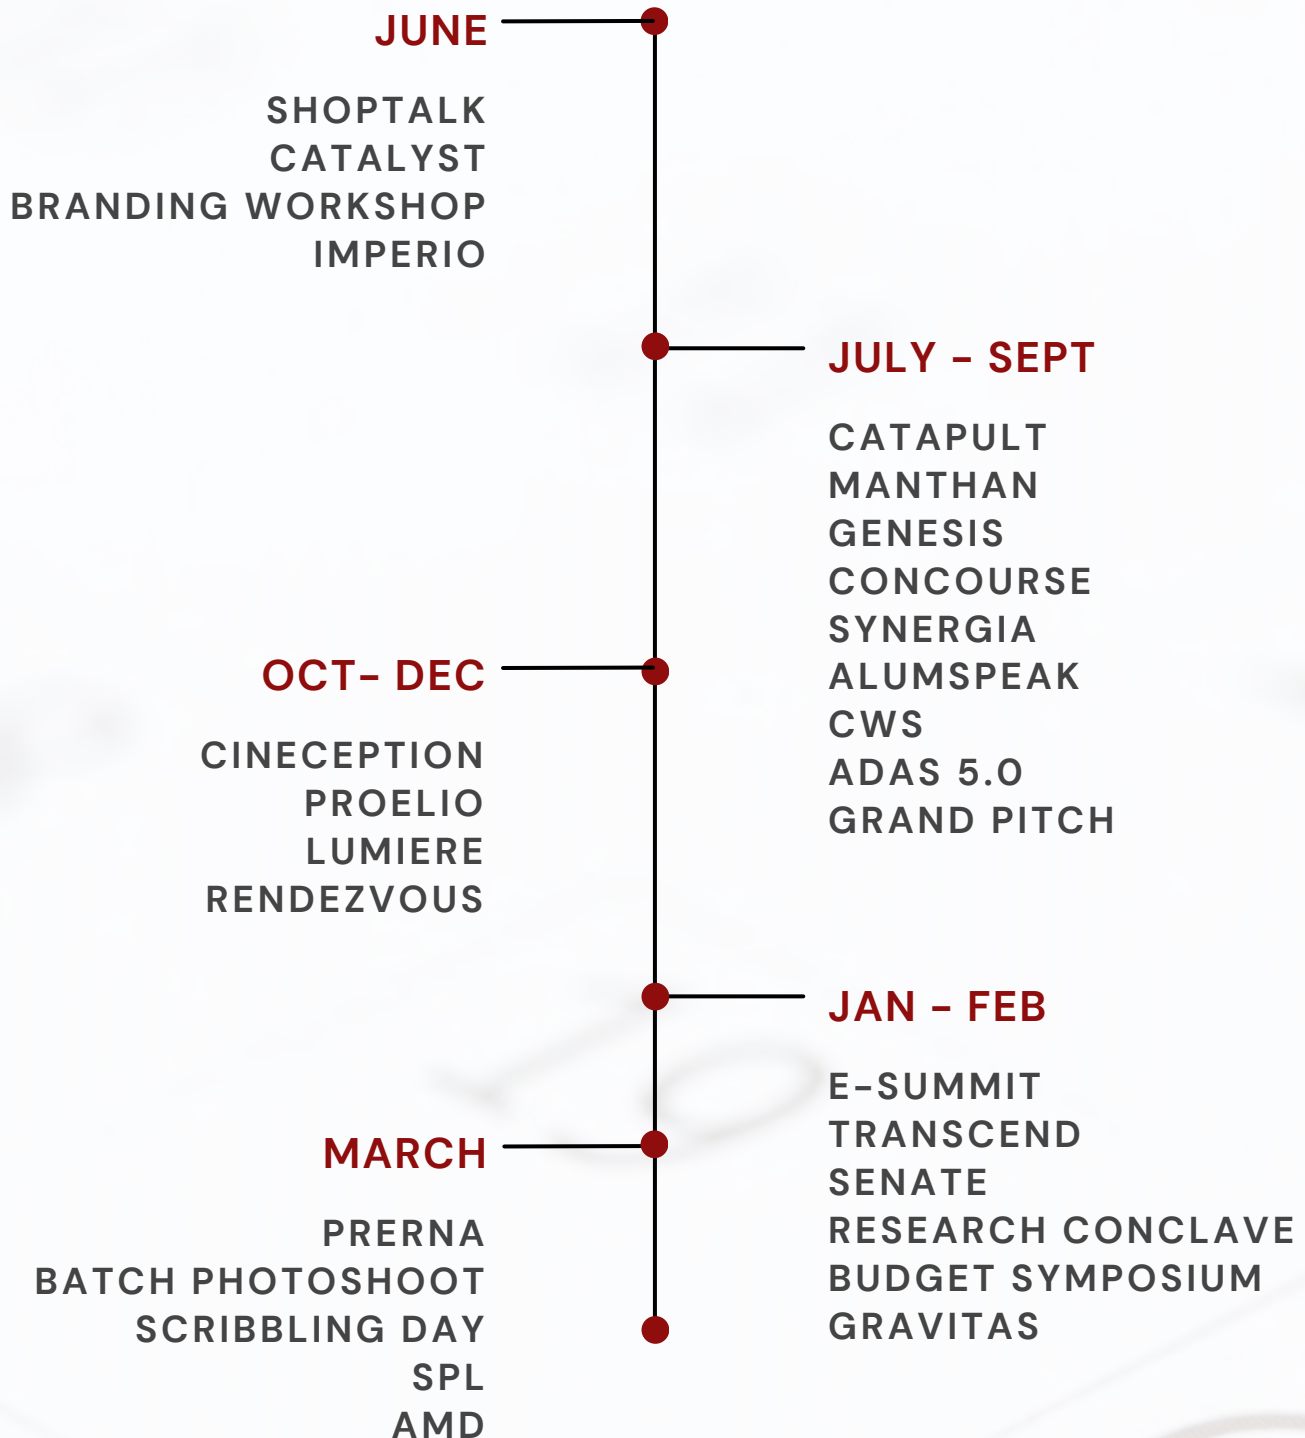 JUNE
SHOPTALK
CATALYST
BRANDING WORKSHOP
IMPERIO
JULY - SEPT
CATAPULT
MANTHAN
GENESIS
CONCOURSE
SYNERGIA
ALUMSPEAK
CWS
ADAS 5.0
GRAND PITCH
OCT- DEC
CINECEPTION
PROELIO
LUMIERE
RENDEZVOUS
JAN - FEB
E-SUMMIT
TRANSCEND
SENATE
RESEARCH CONCLAVE
BUDGET SYMPOSIUM
GRAVITAS
MARCH
PRERNA
BATCH PHOTOSHOOT
SCRIBBLING DAY
SPL
AMD